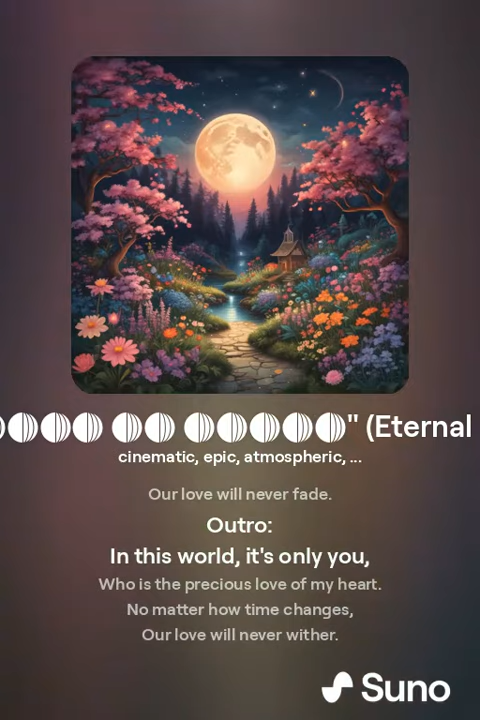 " (Eternal
cinematic, epic, atmospheric, ...
Our love will never fade.
Outro:
In this world, it's only you,
Who is the precious love of my heart.
No matter how time changes,
Our love will never wither.
Suno